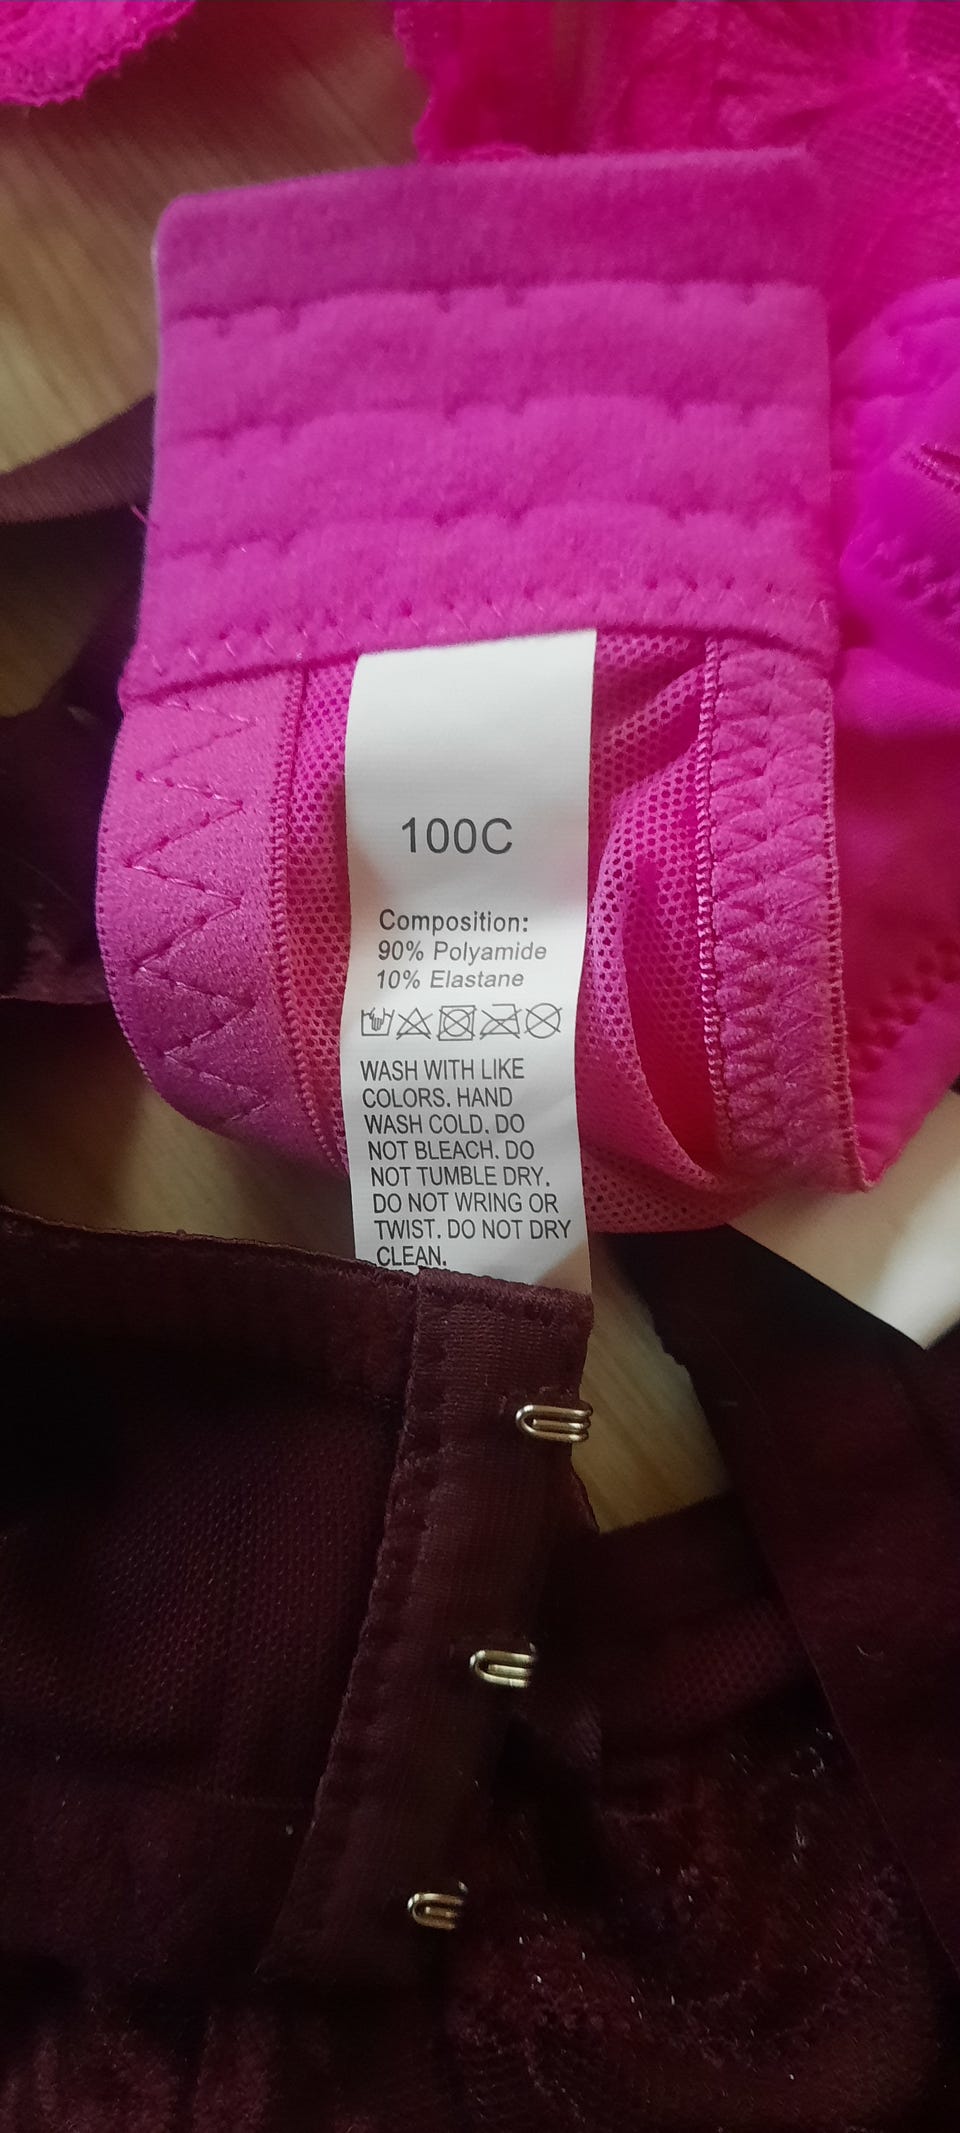 100C
Composition:
90% Polyamide
10% Elastane
WASH WITH LIKE
COLORS. HAND
WASH COLD. DO
NOT BLEACH. DO
NOT TUMBLE DRY.
DO NOT WRING OR
TWIST. DO NOT DRY
CLEAN.